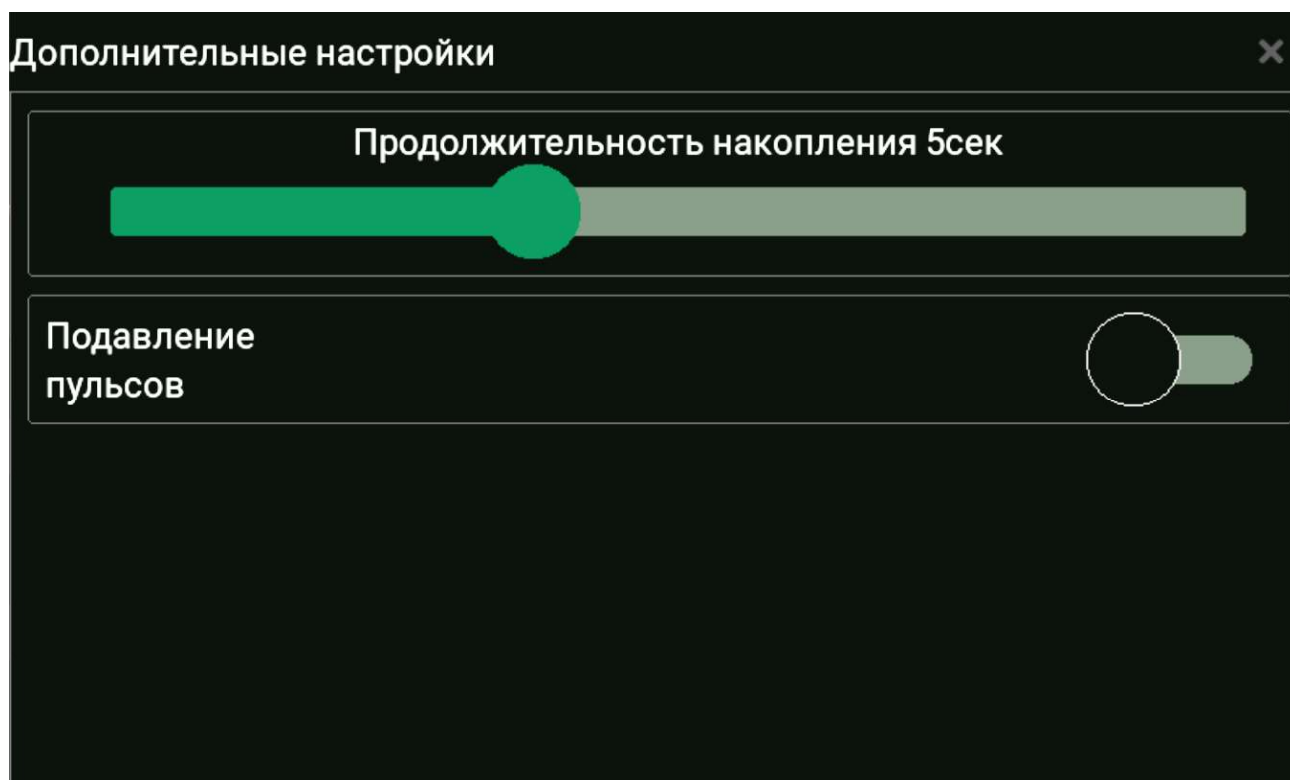 Дополнительные настройки
Продолжительность накопления 5сек
Подавление
пульсов